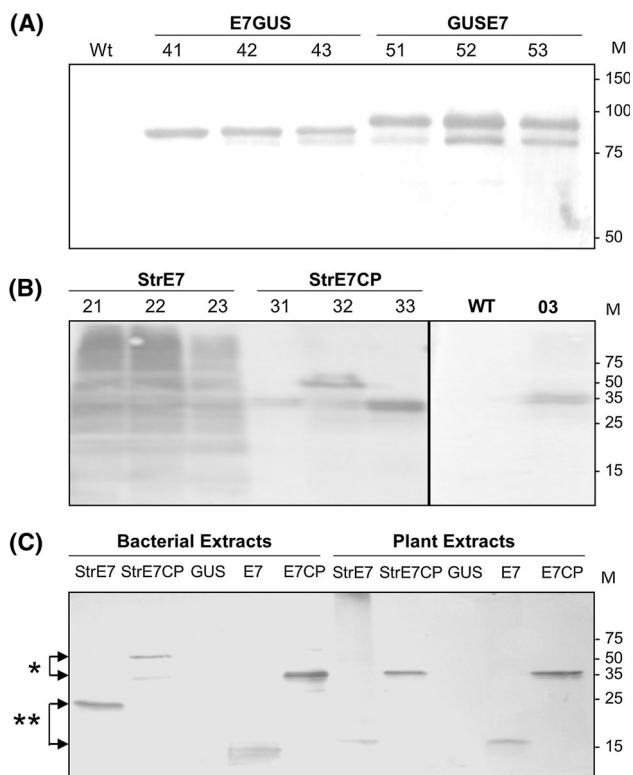 (A)
E7GUS GUSE7
Wt 41 42 43 51 52 53 M
150
100
75
50
(B)
StrE7 StrE7CP
21 22 23 31 32 33 WT 03 M
75
50
35
25
15
(C)
Bacterial Extracts Plant Extracts
StrE7 StrE7CP GUS E7 E7CP StrE7 StrE7CP GUS E7 E7CP M
75
* 50
35
25
**
15